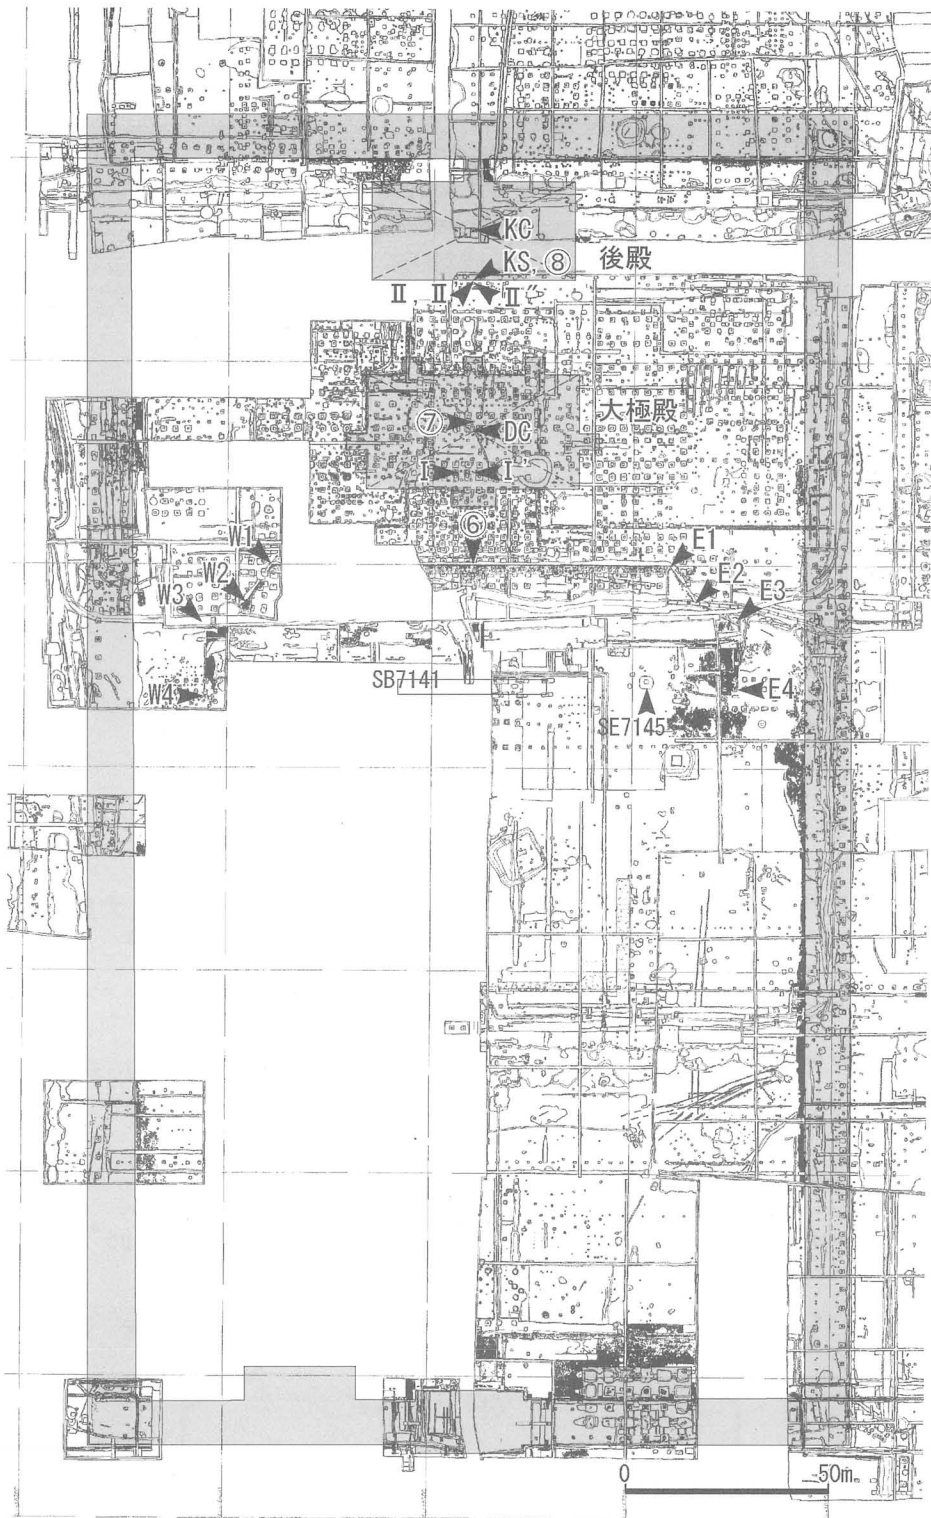 KC
KS, ⑧
後殿
Ⅱ, Ⅱ' Ⅱ"
大極殿
⑦
DC
I
I'
⑥
W1
E1
W2
E2
W3
E3
SB7141
W4
E4
SE7145
0
50m